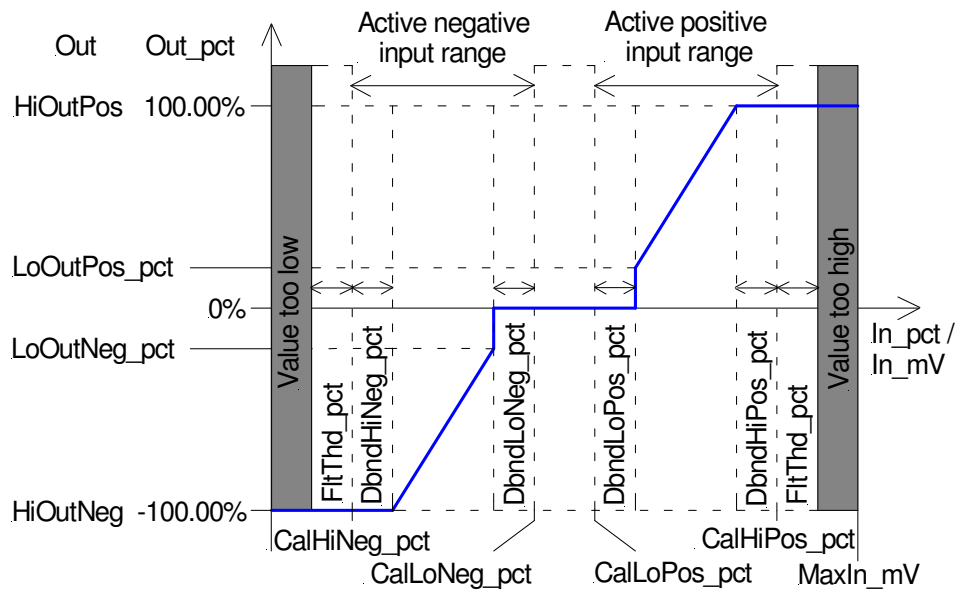 Active negative
input range
Active positive
input range
Out
Out_pct
HiOutPos
100.00%
LoOutPos_pct
0%
LoOutNeg_pct
HiOutNeg
-100.00%
Value too low
FltThd_pct
DbndHiNeg_pct
DbndLoNeg_pct
DbndLoPos_pct
DbndHiPos_pct
FltThd_pct
Value too high
In_pct /
In_mV
CalHiNeg_pct
CalLoNeg_pct
CalLoPos_pct
CalHiPos_pct
MaxIn_mV